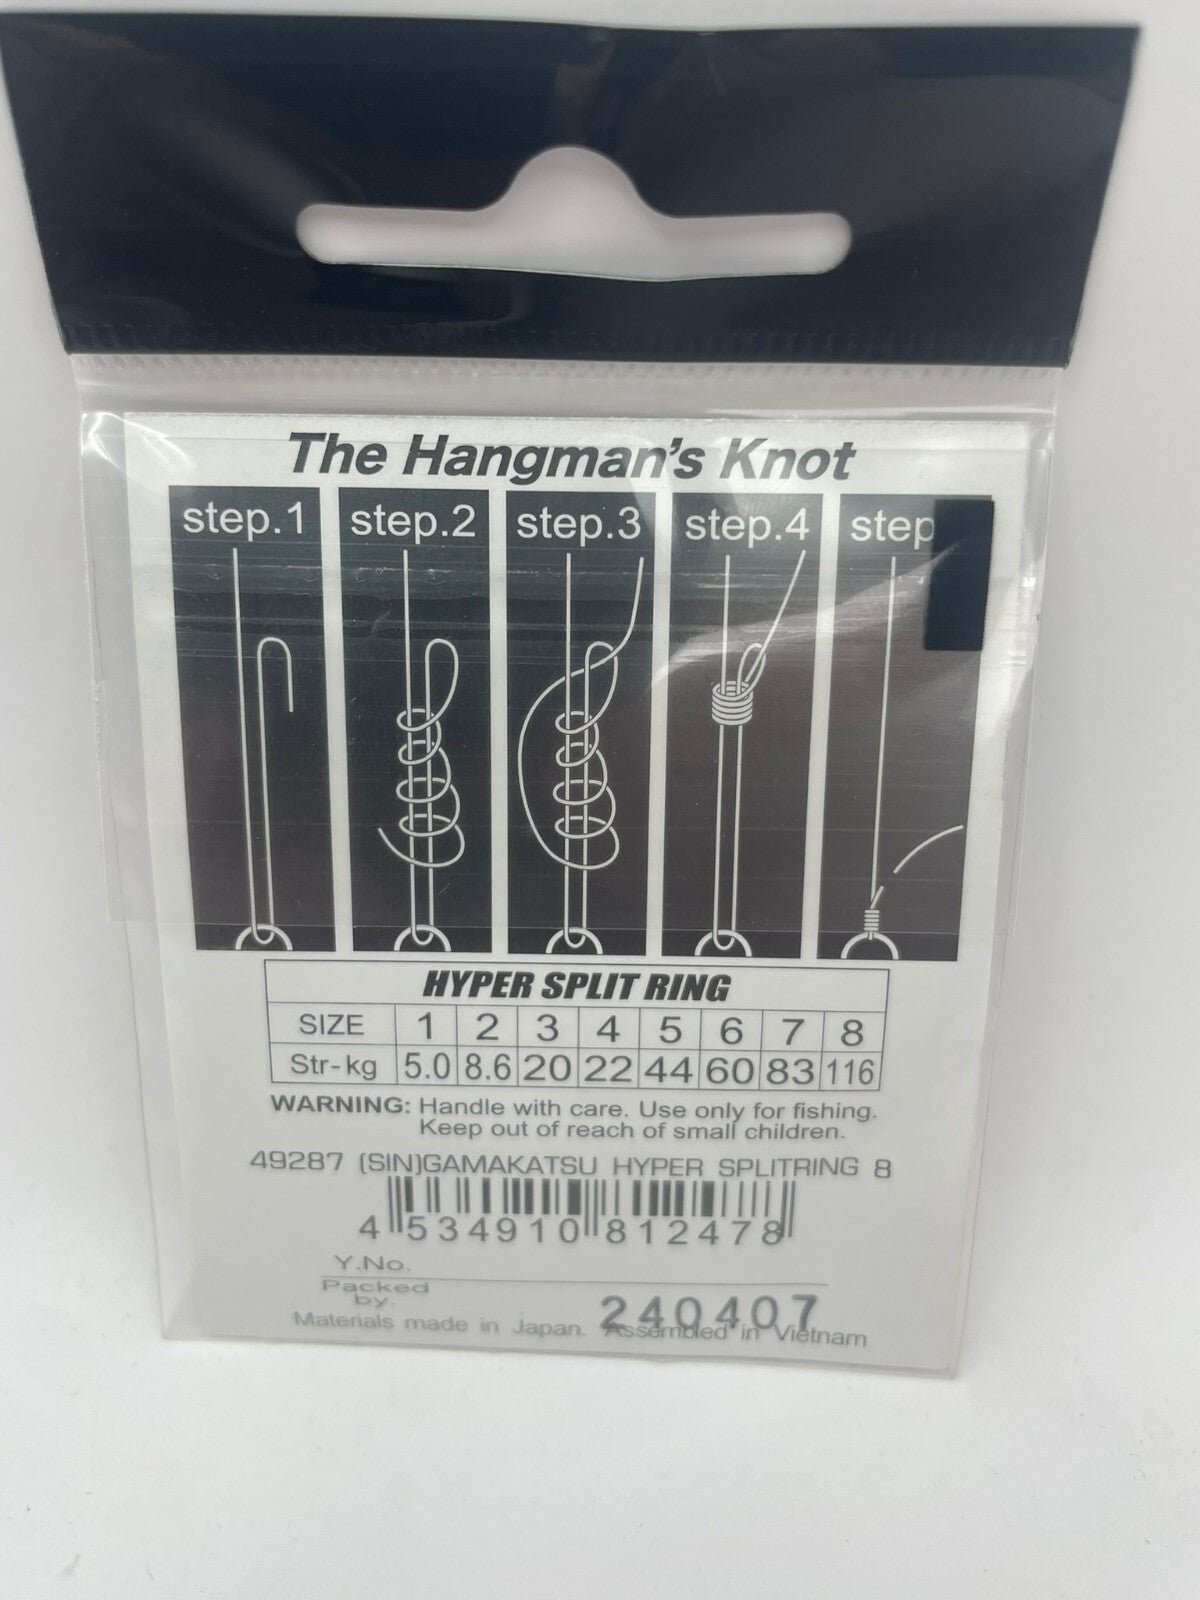 The Hangman's Knot
step.1 step.2 step.3 step.4 step
HYPER SPLIT RING
SIZE 1 2 3 4 5 6 7 8
Str-kg 5.0 8.6 20 22 44 60 83 116
WARNING: Handle with care. Use only for fishing.
Keep out of reach of small children.
49287 (SIN)GAMAKATSU HYPER SPLITRING 8
4 534910 812478
Y.No.
Packed
by.
240407
Materials made in Japan. Assembled in Vietnam